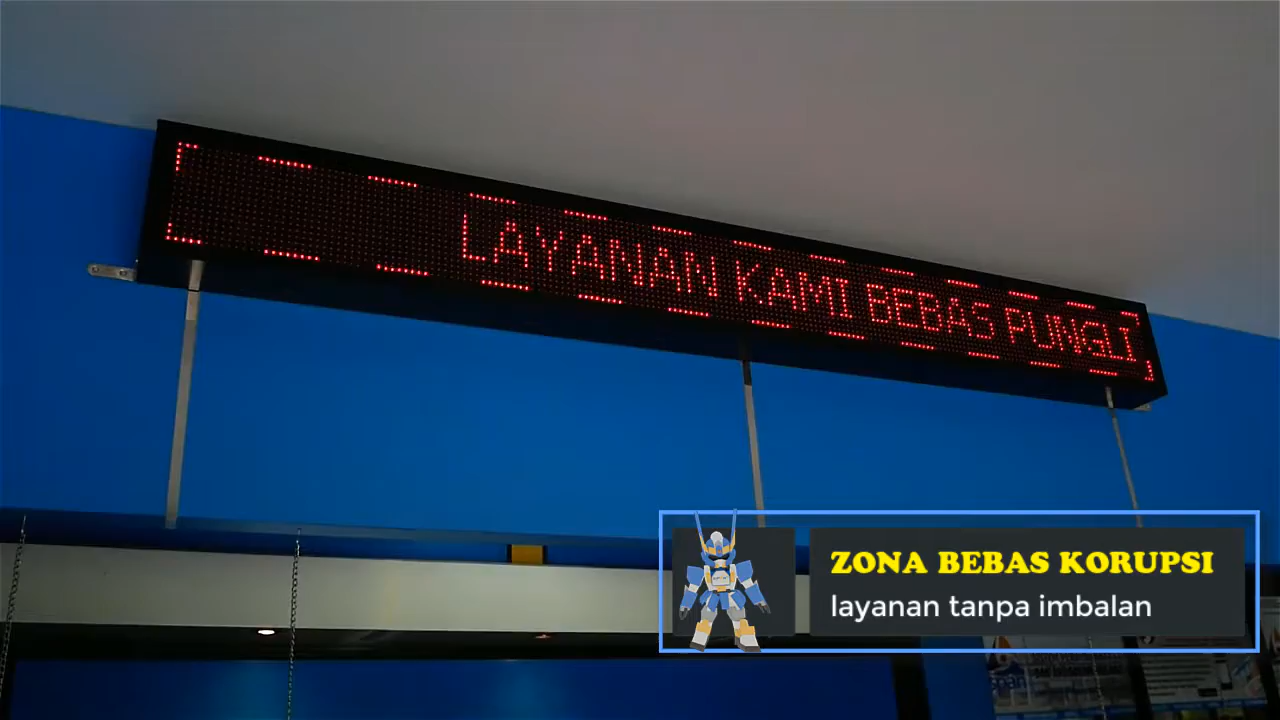 LAYANAN KAMI BEBAS PUNGLI
ZONA BEBAS KORUPSI
layanan tanpa imbalan